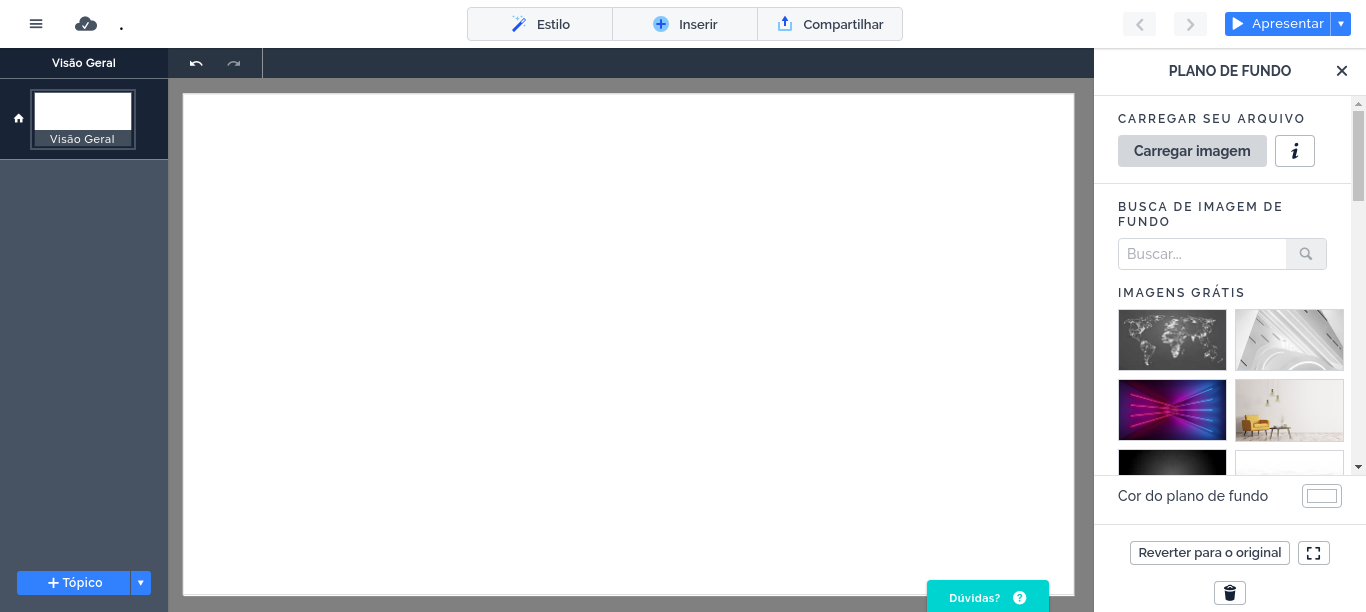 .
Estilo
Inserir
Compartilhar
Apresentar
Visão Geral
Visão Geral
PLANO DE FUNDO
CARREGAR SEU ARQUIVO
Carregar imagem
i
BUSCA DE IMAGEM DE
FUNDO
Buscar...
IMAGENS GRÁTIS
Cor do plano de fundo
Reverter para o original
+ Tópico
Dúvidas? ?